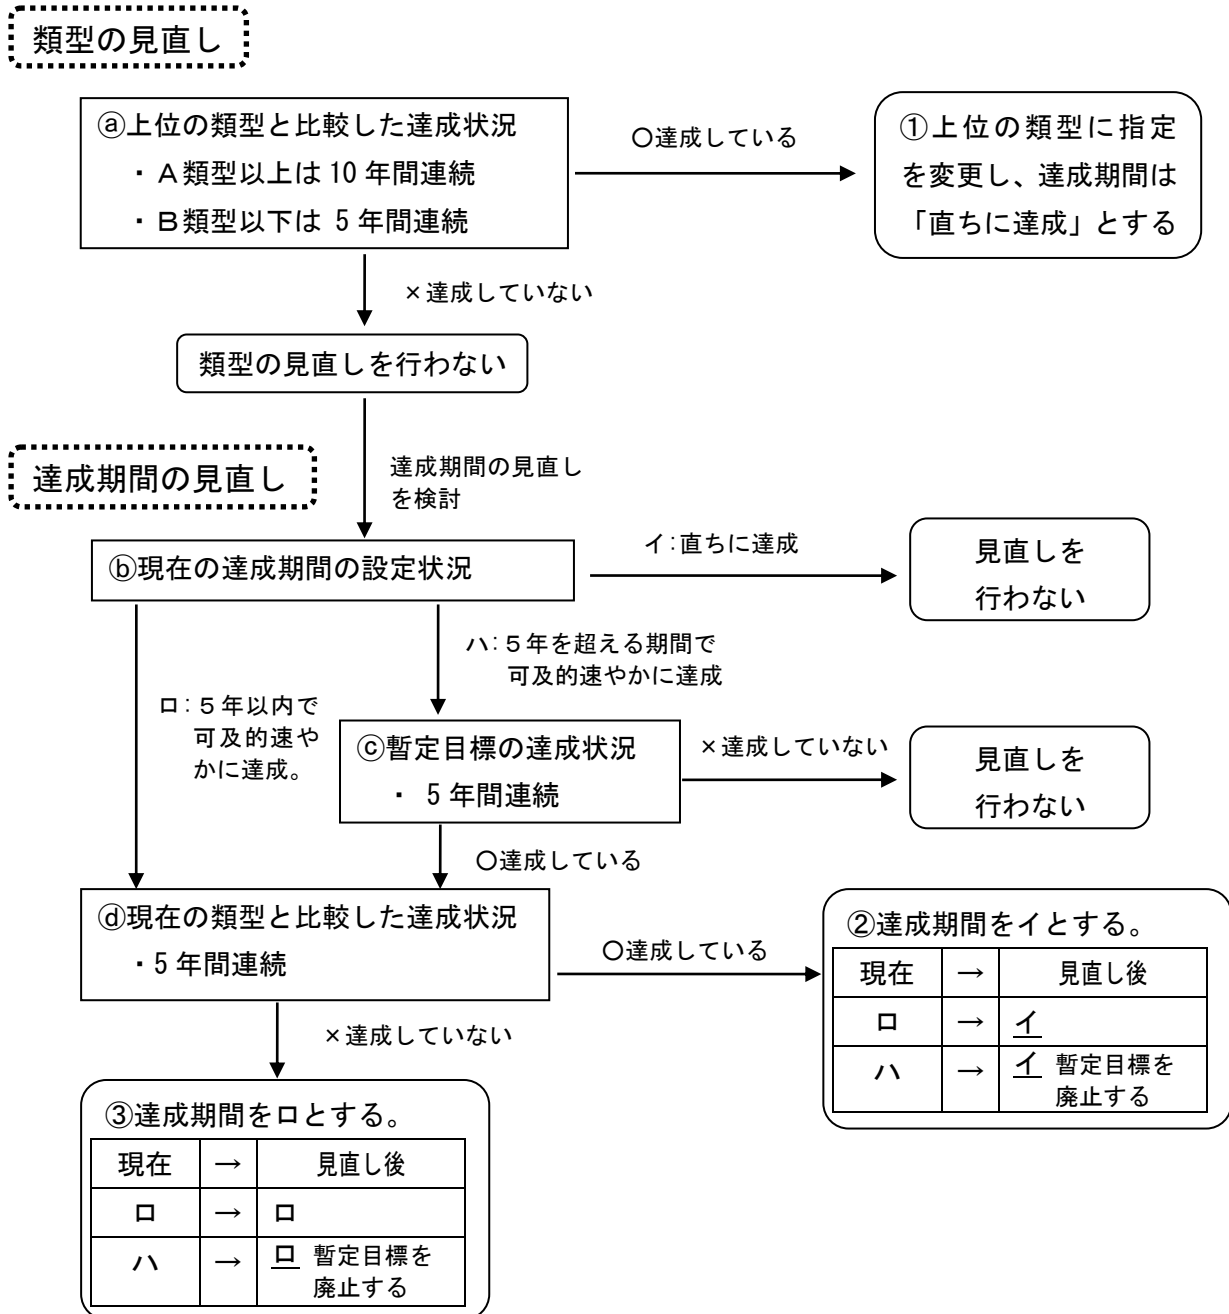 類型の見直し
ⓐ上位の類型と比較した達成状況
・Ａ類型以上は 10 年間連続
・Ｂ類型以下は 5 年間連続
〇達成している
①上位の類型に指定
を変更し、達成期間は
「直ちに達成」とする
×達成していない
類型の見直しを行わない
達成期間の見直し
を検討
達成期間の見直し
ⓑ現在の達成期間の設定状況
イ:直ちに達成
見直しを
行わない
ハ:５年を超える期間で
可及的速やかに達成
ロ:５年以内で
可及的速や
かに達成。
ⓒ暫定目標の達成状況
・ 5 年間連続
×達成していない
見直しを
行わない
〇達成している
ⓓ現在の類型と比較した達成状況
・5 年間連続
〇達成している
②達成期間をイとする。
現在 → 見直し後
ロ → イ
ハ → イ 暫定目標を
廃止する
×達成していない
③達成期間をロとする。
現在 → 見直し後
ロ → ロ
ハ → ロ 暫定目標を
廃止する